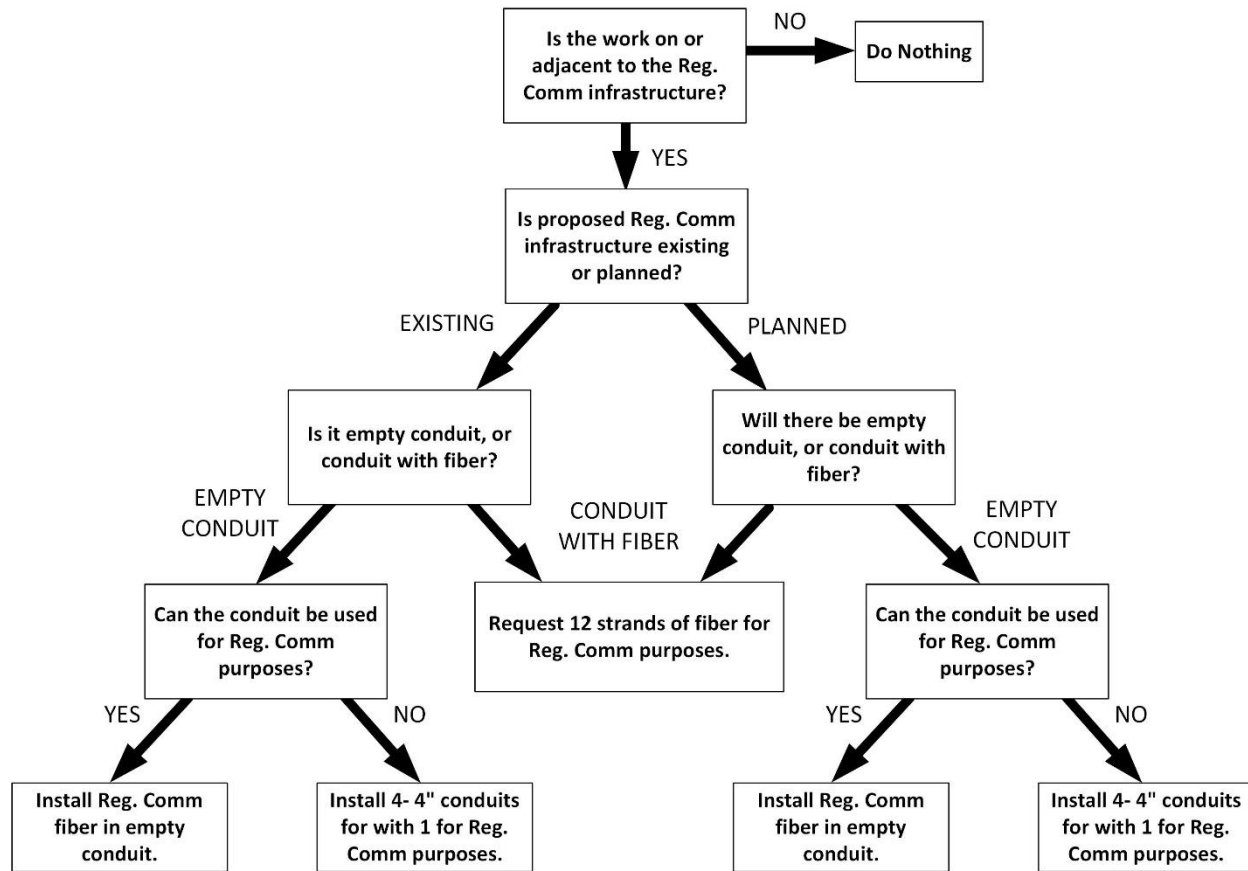 Is the work on or
adjacent to the Reg.
Comm infrastructure?
NO
Do Nothing
YES
Is proposed Reg. Comm
infrastructure existing
or planned?
EXISTING
PLANNED
Is it empty conduit, or
conduit with fiber?
Will there be empty
conduit, or conduit with
fiber?
EMPTY
CONDUIT
CONDUIT
WITH FIBER
EMPTY
CONDUIT
Can the conduit be used
for Reg. Comm
purposes?
Request 12 strands of fiber for
Reg. Comm purposes.
Can the conduit be used
for Reg. Comm
purposes?
YES
NO
YES
NO
Install Reg. Comm
fiber in empty
conduit.
Install 4- 4" conduits
for with 1 for Reg.
Comm purposes.
Install Reg. Comm
fiber in empty
conduit.
Install 4- 4" conduits
for with 1 for Reg.
Comm purposes.